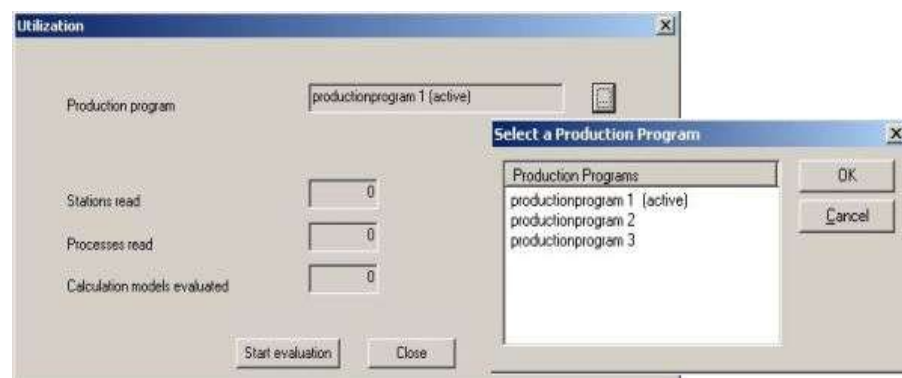 Utilization
Production program
productionprogram 1 (active)
Stations read
0
Processes read
0
Calculation models evaluated
0
Start evaluation
Close
Select a Production Program
Production Programs
productionprogram 1 (active)
productionprogram 2
productionprogram 3
OK
Cancel